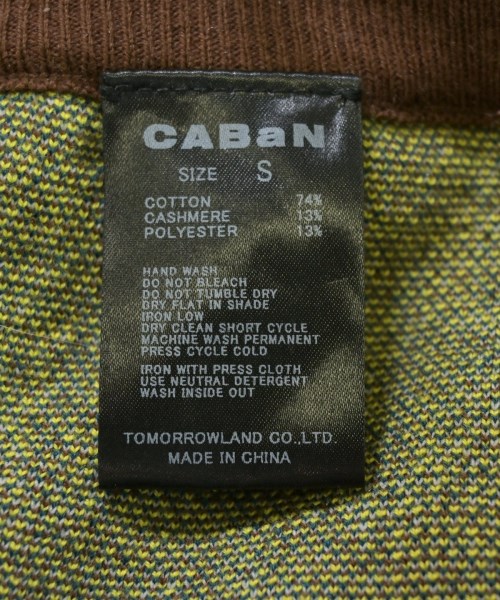 CABaN
SIZE S
COTTON 74%
CASHMERE 13%
POLYESTER 13%
HAND WASH
DO NOT BLEACH
DO NOT TUMBLE DRY
DRY FLAT IN SHADE
IRON LOW
DRY CLEAN SHORT CYCLE
MACHINE WASH PERMANENT
PRESS CYCLE COLD
IRON WITH PRESS CLOTH
USE NEUTRAL DETERGENT
WASH INSIDE OUT
TOMORROWLAND CO.,LTD.
MADE IN CHINA